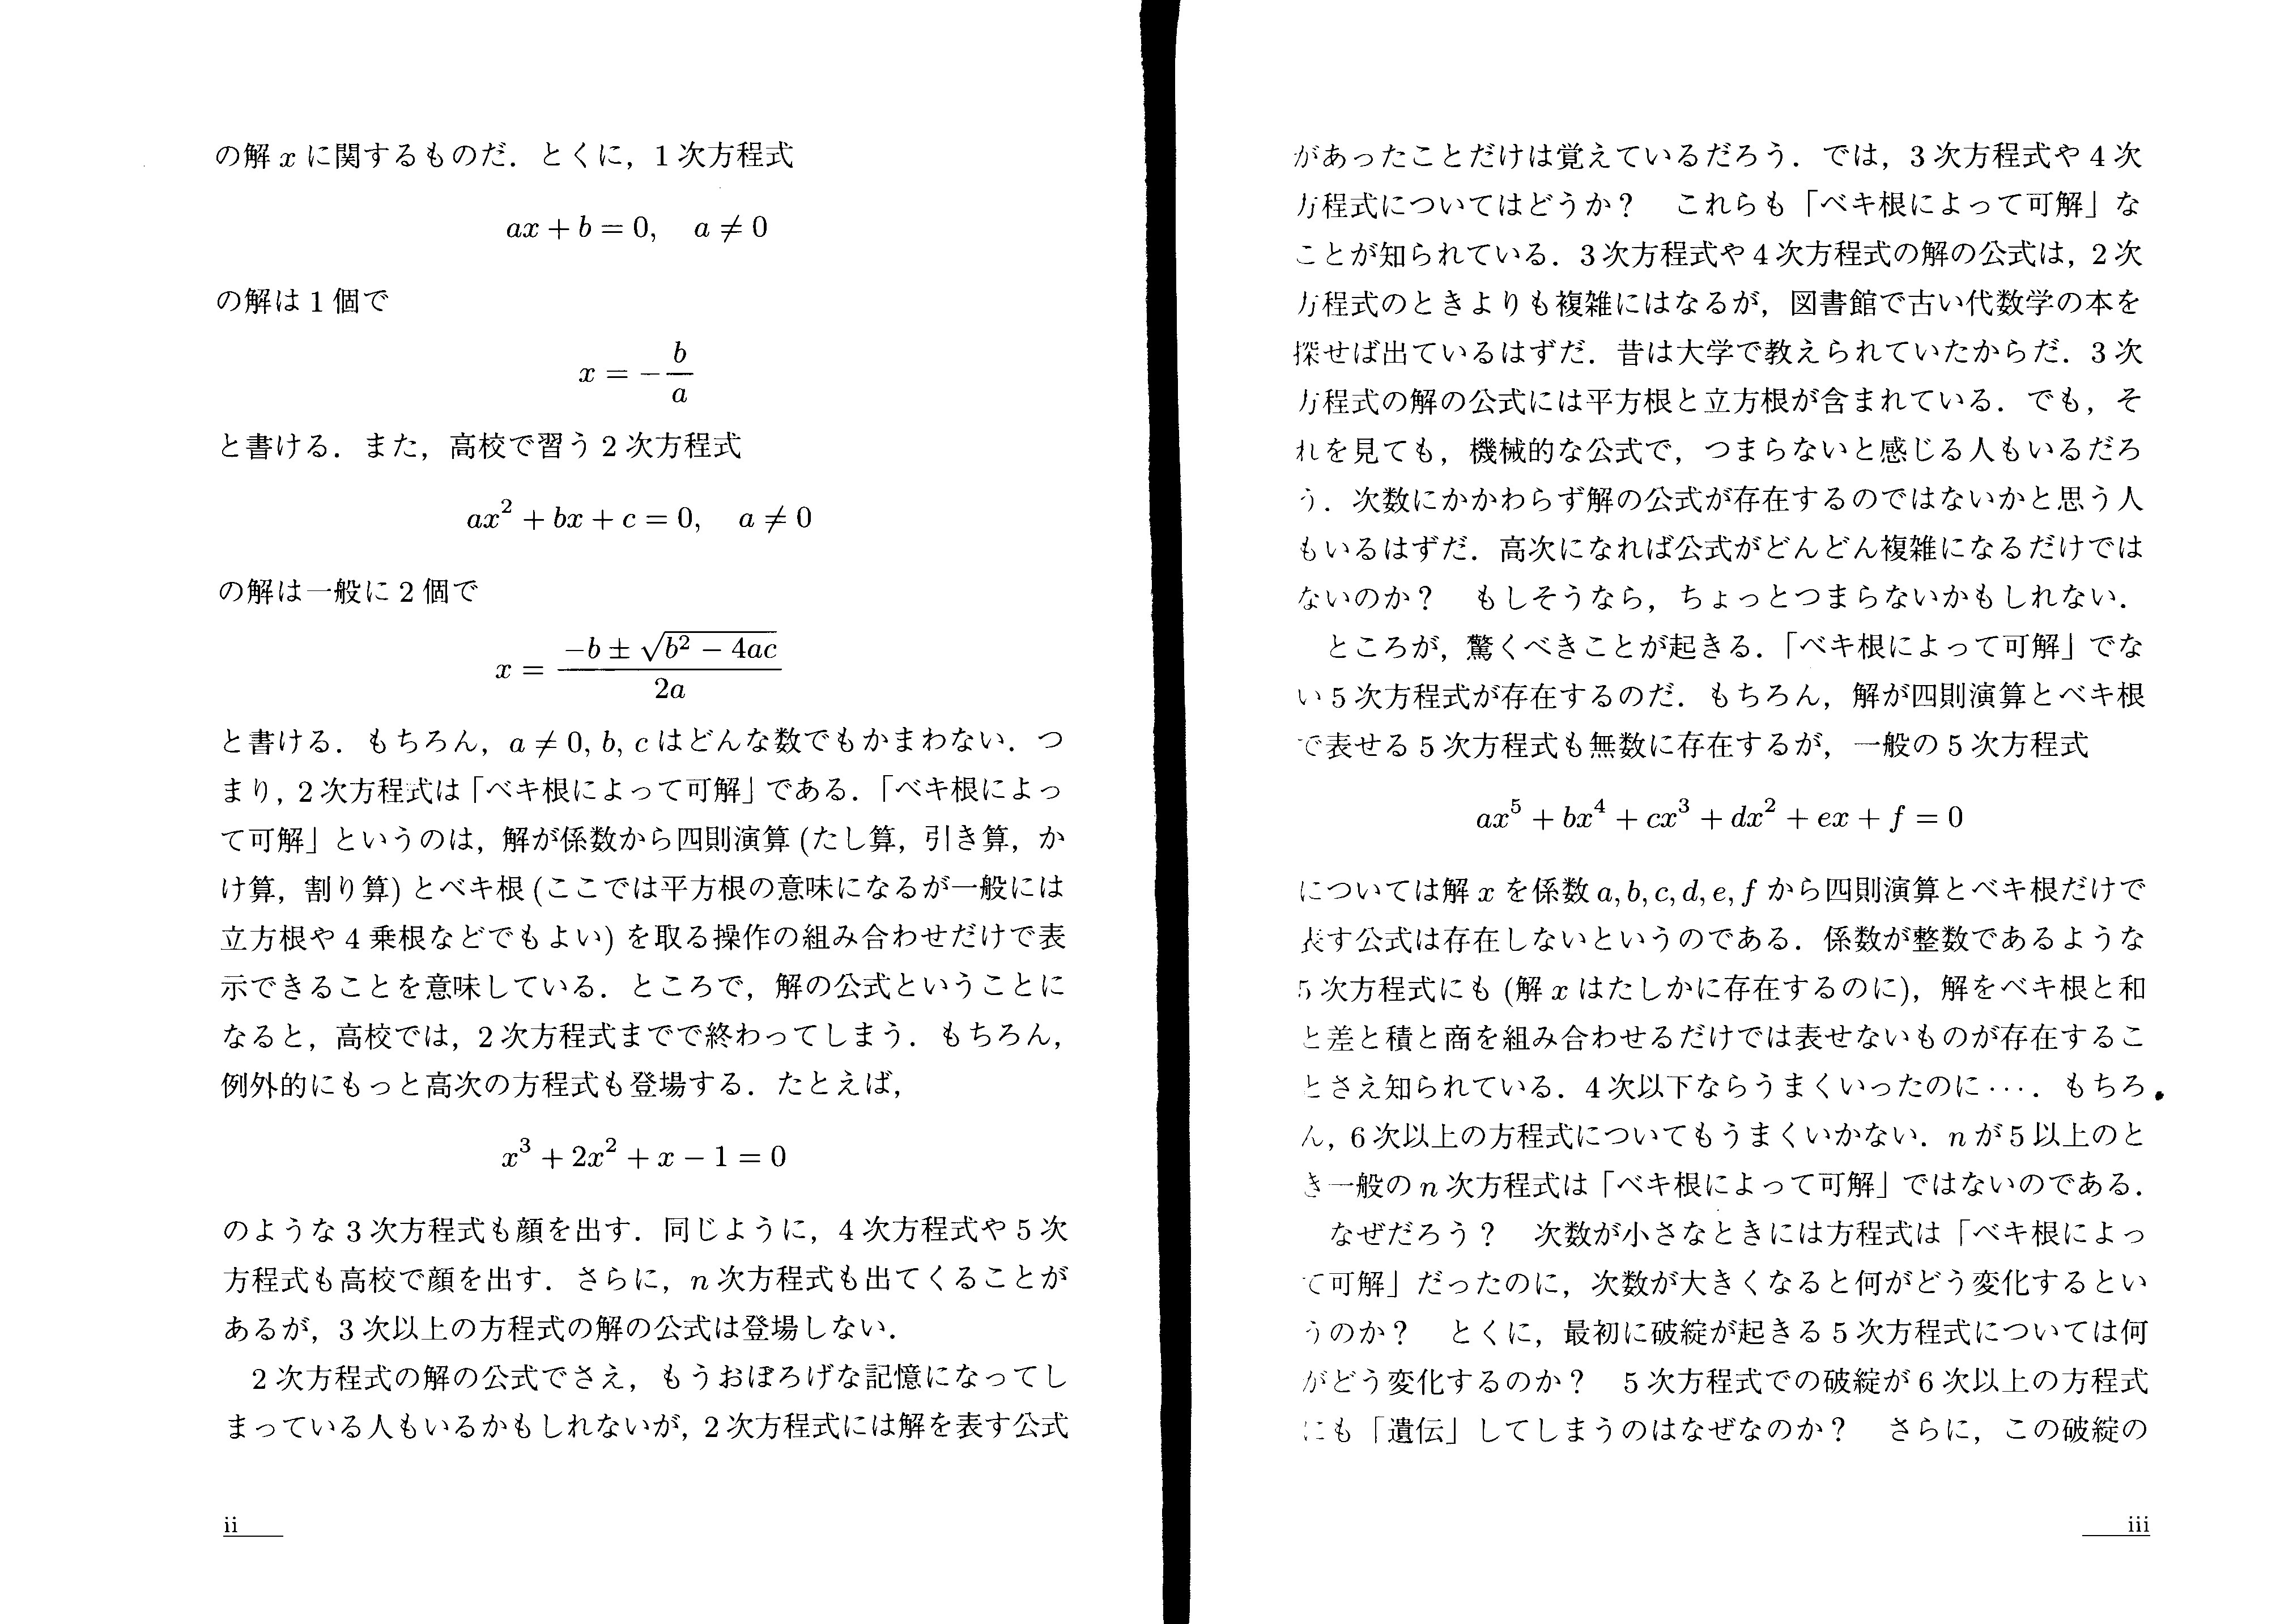 の解 x に関するものだ．とくに，1 次方程式
ax + b = 0, a ≠ 0
の解は 1 個で
x = −b/a
と書ける．また，高校で習う 2 次方程式
ax² + bx + c = 0, a ≠ 0
の解は一般に 2 個で
x = (−b ± √(b² − 4ac))/2a
と書ける．もちろん，a ≠ 0, b, c はどんな数でもかまわない．つ
まり，2 次方程式は「ベキ根によって可解」である．「ベキ根によっ
て可解」というのは，解が係数から四則演算 (たし算，引き算，か
け算，割り算) とベキ根 (ここでは平方根の意味になるが一般には
立方根や 4 乗根などでもよい) を取る操作の組み合わせだけで表
示できることを意味している．ところで，解の公式ということに
なると，高校では，2 次方程式までで終わってしまう．もちろん，
例外的にもっと高次の方程式も登場する．たとえば，
x³ + 2x² + x − 1 = 0
のような 3 次方程式も顔を出す．同じように，4 次方程式や 5 次
方程式も高校で顔を出す．さらに，n 次方程式も出てくることが
あるが，3 次以上の方程式の解の公式は登場しない．
2 次方程式の解の公式でさえ，もうおぼろげな記憶になってし
まっている人もいるかもしれないが，2 次方程式には解を表す公式
ii
があったことだけは覚えているだろう．では，3 次方程式や 4 次
方程式についてはどうか？　これらも「ベキ根によって可解」な
ことが知られている．3 次方程式や 4 次方程式の解の公式は，2 次
方程式のときよりも複雑にはなるが，図書館で古い代数学の本を
探せば出ているはずだ．昔は大学で教えられていたからだ．3 次
方程式の解の公式には平方根と立方根が含まれている．でも，そ
れを見ても，機械的な公式で，つまらないと感じる人もいるだろ
う．次数にかかわらず解の公式が存在するのではないかと思う人
もいるはずだ．高次になれば公式がどんどん複雑になるだけでは
ないのか？　もしそうなら，ちょっとつまらないかもしれない．
ところが，驚くべきことが起きる．「ベキ根によって可解」でな
い 5 次方程式が存在するのだ．もちろん，解が四則演算とベキ根
で表せる 5 次方程式も無数に存在するが，一般の 5 次方程式
ax⁵ + bx⁴ + cx³ + dx² + ex + f = 0
については解 x を係数 a, b, c, d, e, f から四則演算とベキ根だけで
表す公式は存在しないというのである．係数が整数であるような
5 次方程式にも (解 x はたしかに存在するのに)，解をベキ根と和
と差と積と商を組み合わせるだけでは表せないものが存在するこ
とさえ知られている．4 次以下ならうまくいったのに ⋯．もちろ
ん，6 次以上の方程式についてもうまくいかない．n が 5 以上のと
き一般の n 次方程式は「ベキ根によって可解」ではないのである．
なぜだろう？　次数が小さなときには方程式は「ベキ根によっ
て可解」だったのに，次数が大きくなると何がどう変化するとい
うのか？　とくに，最初に破綻が起きる 5 次方程式については何
がどう変化するのか？　5 次方程式での破綻が 6 次以上の方程式
にも「遺伝」してしまうのはなぜなのか？　さらに，この破綻の
iii